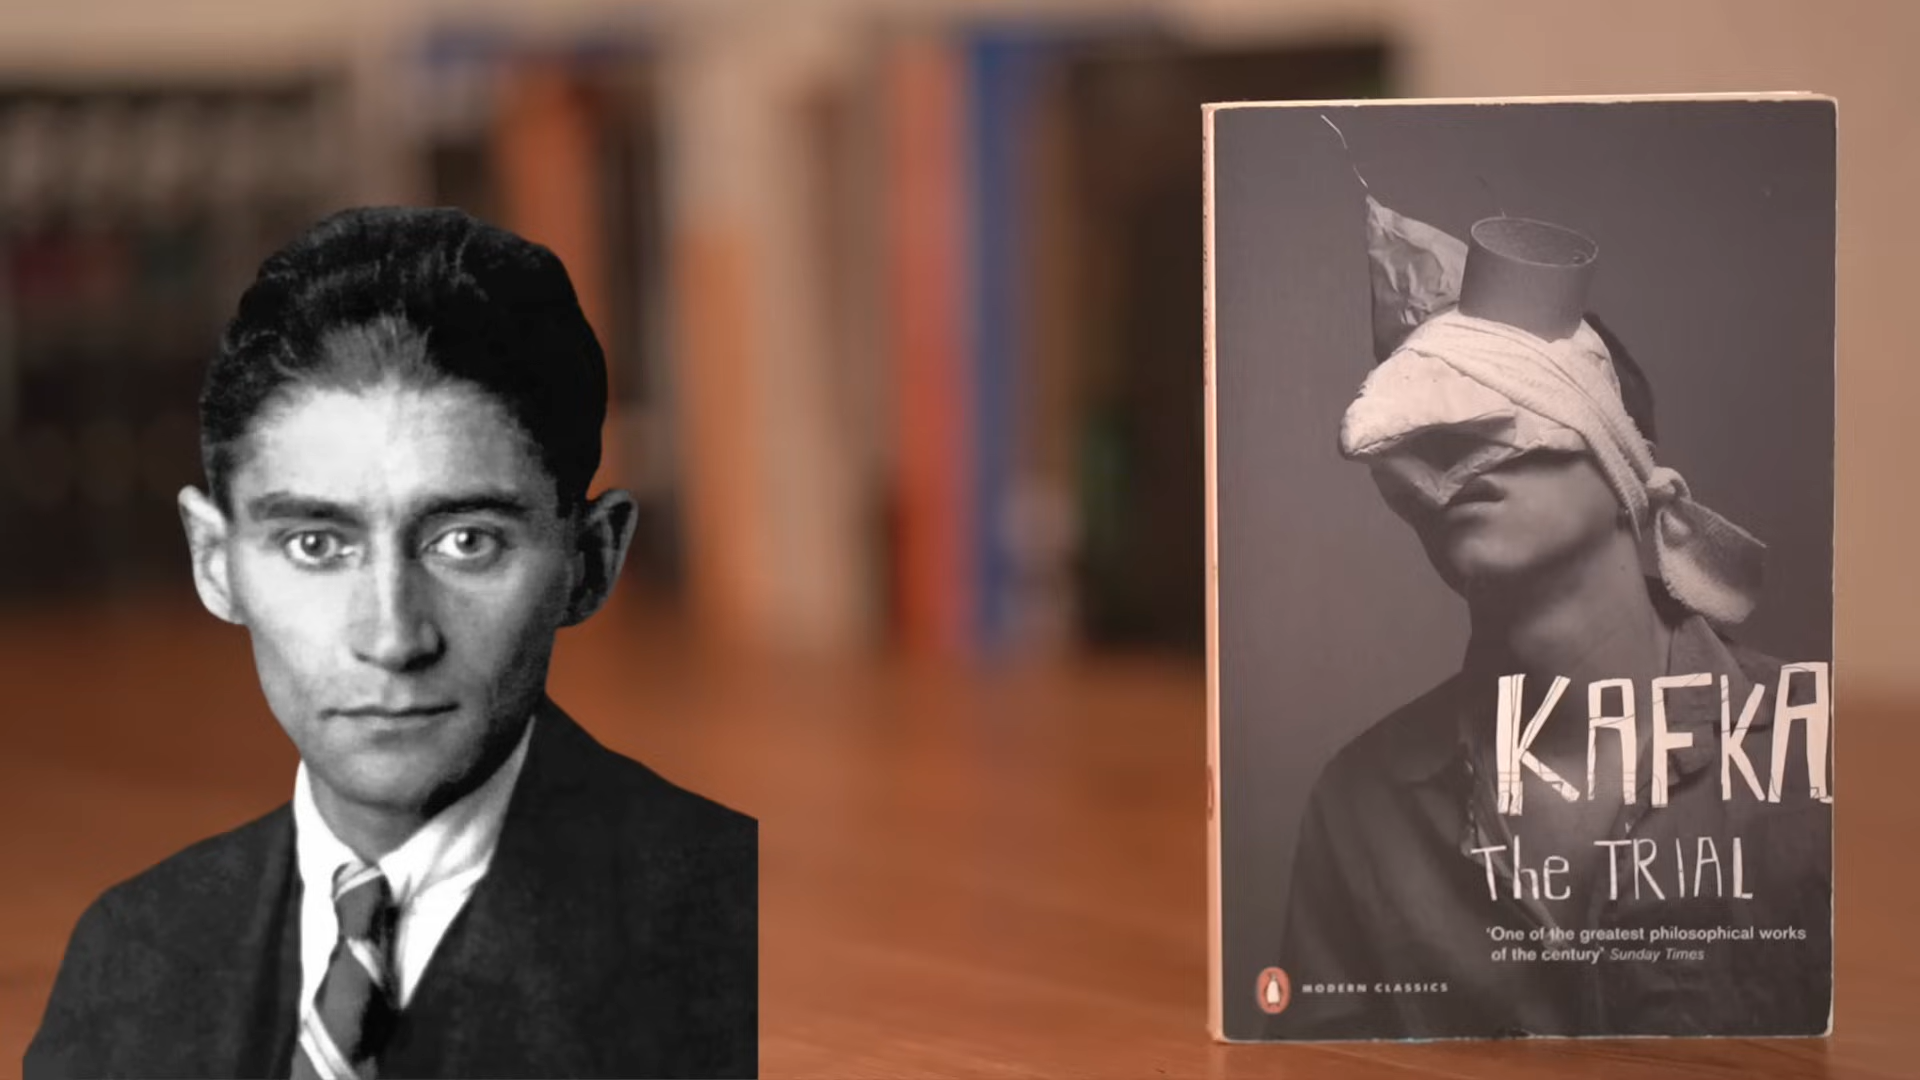 KAFKA
The TRIAL
'One of the greatest philosophical works
of the century' Sunday Times
MODERN CLASSICS